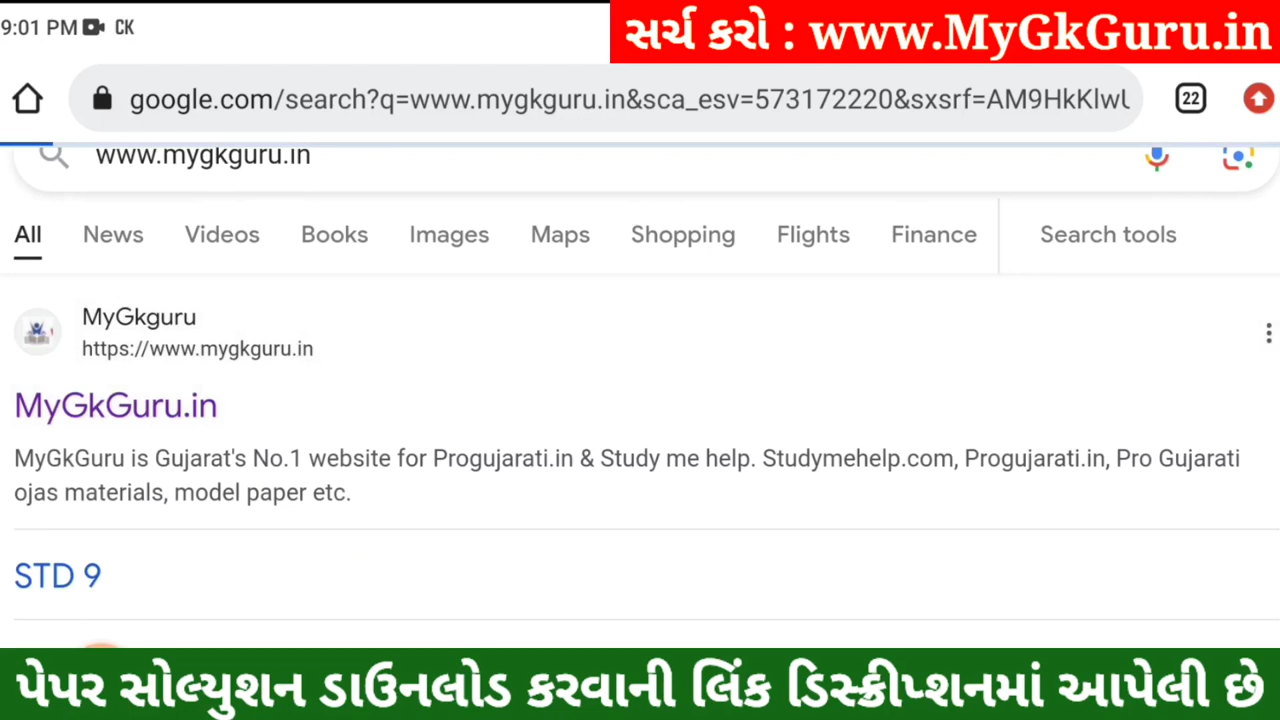 9:01 PM CK
સર્ચ કરો : www.MyGkGuru.in
google.com/search?q=www.mygkguru.in&sca_esv=573172220&sxsrf=AM9HkKlwU
22
www.mygkguru.in
All News Videos Books Images Maps Shopping Flights Finance Search tools
MyGkguru
https://www.mygkguru.in
MyGkGuru.in
MyGkGuru is Gujarat's No.1 website for Progujarati.in & Study me help. Studymehelp.com, Progujarati.in, Pro Gujarati
ojas materials, model paper etc.
STD 9
પેપર સોલ્યુશન ડાઉનલોડ કરવાની લિંક ડિસ્ક્રીપ્શનમાં આપેલી છે